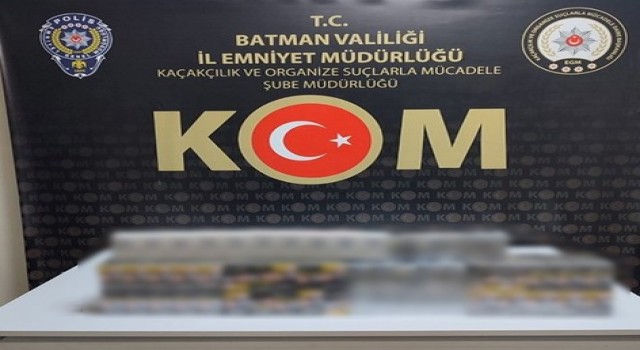 T.C.
BATMAN VALİLİĞİ
İL EMNİYET MÜDÜRLÜĞÜ
KAÇAKÇILIK VE ORGANİZE SUÇLARLA MÜCADELE
ŞUBE MÜDÜRLÜĞÜ
KOM
POLİS
EGM